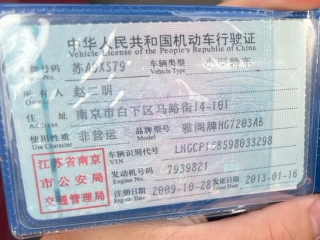 中华人民共和国机动车行驶证
Vehicle License of the People's Republic of China
号牌号码 苏A9XS79 车辆类型
Plate No. Vehicle Type
所有人 赵二明
Owner
住址 南京市白下区马路街14-101
Address
使用性质 非营运 品牌型号 雅阁牌HG7203AB
Use Character Model
车辆识别代号 LHGCP168598033298
VIN
发动机号码 7939821
Engine No.
注册日期 2009-10-28 发证日期 2013-01-16
Register Date Issue Date
江苏省南京
市公安局
交通管理局